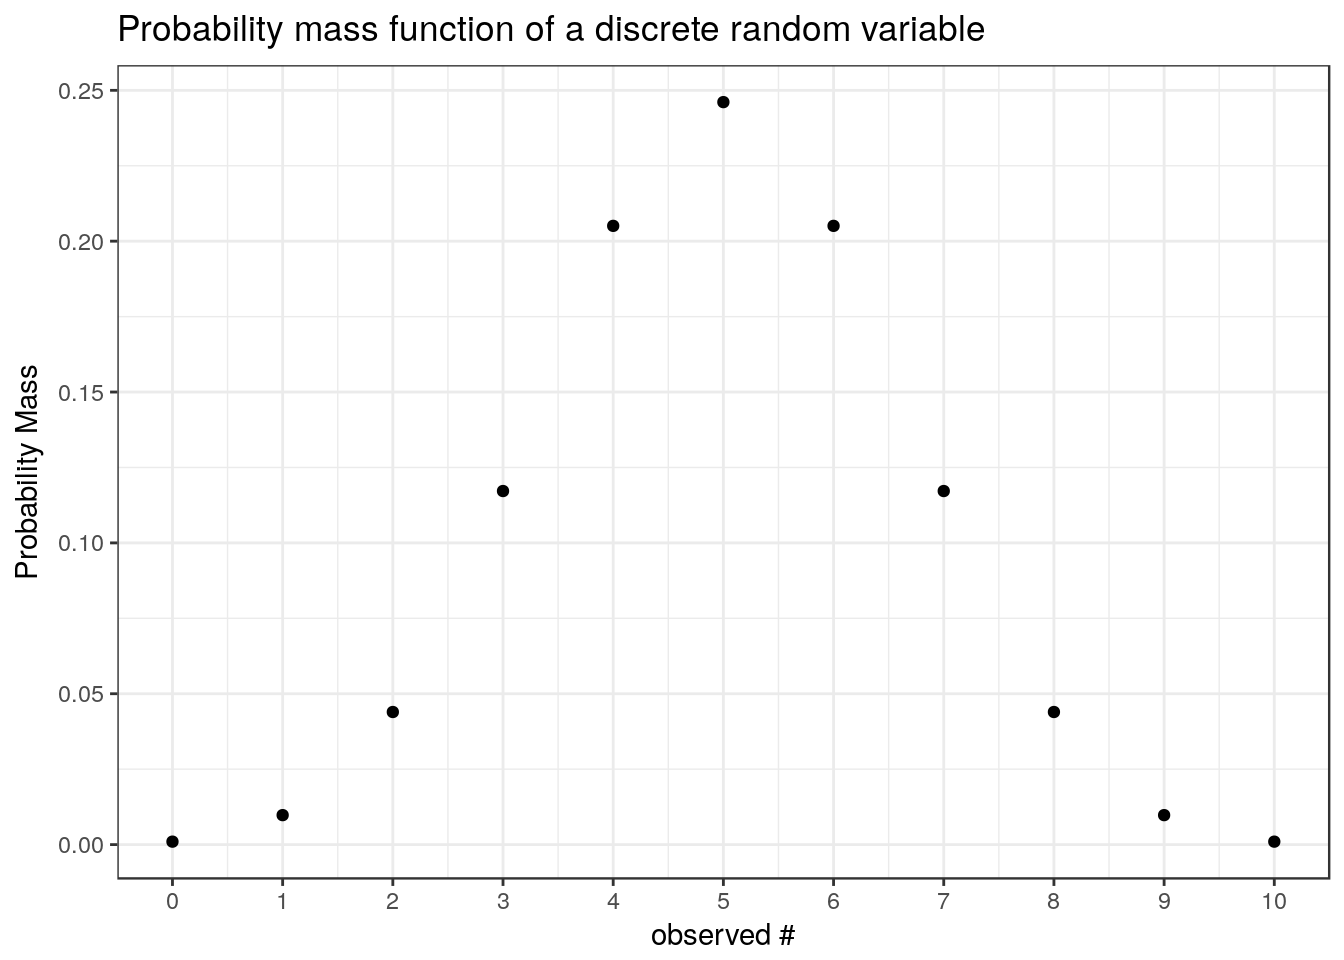 Probability mass function of a discrete random variable
Probability Mass
0.25
0.20
0.15
0.10
0.05
0.00
0 1 2 3 4 5 6 7 8 9 10
observed #